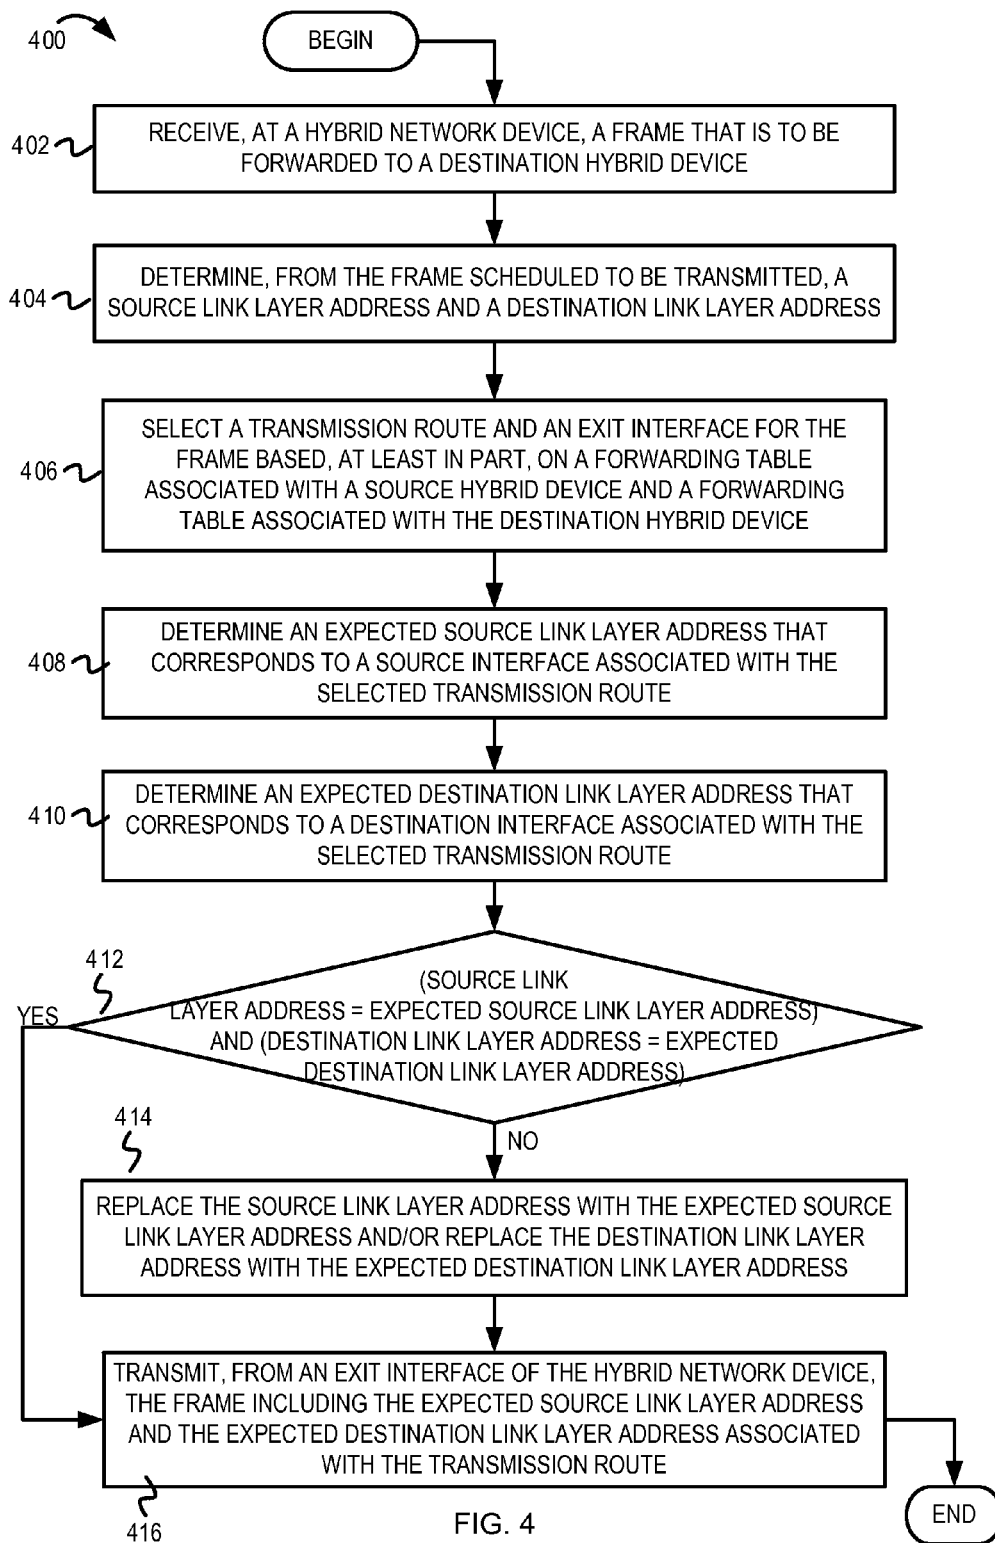 400
BEGIN
402
RECEIVE, AT A HYBRID NETWORK DEVICE, A FRAME THAT IS TO BE
FORWARDED TO A DESTINATION HYBRID DEVICE
404
DETERMINE, FROM THE FRAME SCHEDULED TO BE TRANSMITTED, A
SOURCE LINK LAYER ADDRESS AND A DESTINATION LINK LAYER ADDRESS
406
SELECT A TRANSMISSION ROUTE AND AN EXIT INTERFACE FOR THE
FRAME BASED, AT LEAST IN PART, ON A FORWARDING TABLE
ASSOCIATED WITH A SOURCE HYBRID DEVICE AND A FORWARDING
TABLE ASSOCIATED WITH THE DESTINATION HYBRID DEVICE
408
DETERMINE AN EXPECTED SOURCE LINK LAYER ADDRESS THAT
CORRESPONDS TO A SOURCE INTERFACE ASSOCIATED WITH THE
SELECTED TRANSMISSION ROUTE
410
DETERMINE AN EXPECTED DESTINATION LINK LAYER ADDRESS THAT
CORRESPONDS TO A DESTINATION INTERFACE ASSOCIATED WITH THE
SELECTED TRANSMISSION ROUTE
412
(SOURCE LINK
LAYER ADDRESS = EXPECTED SOURCE LINK LAYER ADDRESS)
AND (DESTINATION LINK LAYER ADDRESS = EXPECTED
DESTINATION LINK LAYER ADDRESS)
YES
NO
414
REPLACE THE SOURCE LINK LAYER ADDRESS WITH THE EXPECTED SOURCE
LINK LAYER ADDRESS AND/OR REPLACE THE DESTINATION LINK LAYER
ADDRESS WITH THE EXPECTED DESTINATION LINK LAYER ADDRESS
TRANSMIT, FROM AN EXIT INTERFACE OF THE HYBRID NETWORK DEVICE,
THE FRAME INCLUDING THE EXPECTED SOURCE LINK LAYER ADDRESS
AND THE EXPECTED DESTINATION LINK LAYER ADDRESS ASSOCIATED
WITH THE TRANSMISSION ROUTE
416
END
FIG. 4